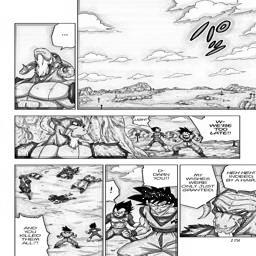 ...
W-
WE'RE
TOO
LATE!!
HEH HEH!
INDEED,
BY A HAIR,
MY
WISHES
WERE
ONLY JUST
GRANTED.
D-
DARN
YOU!!
AND
YOU
KILLED
THEM
ALL?!